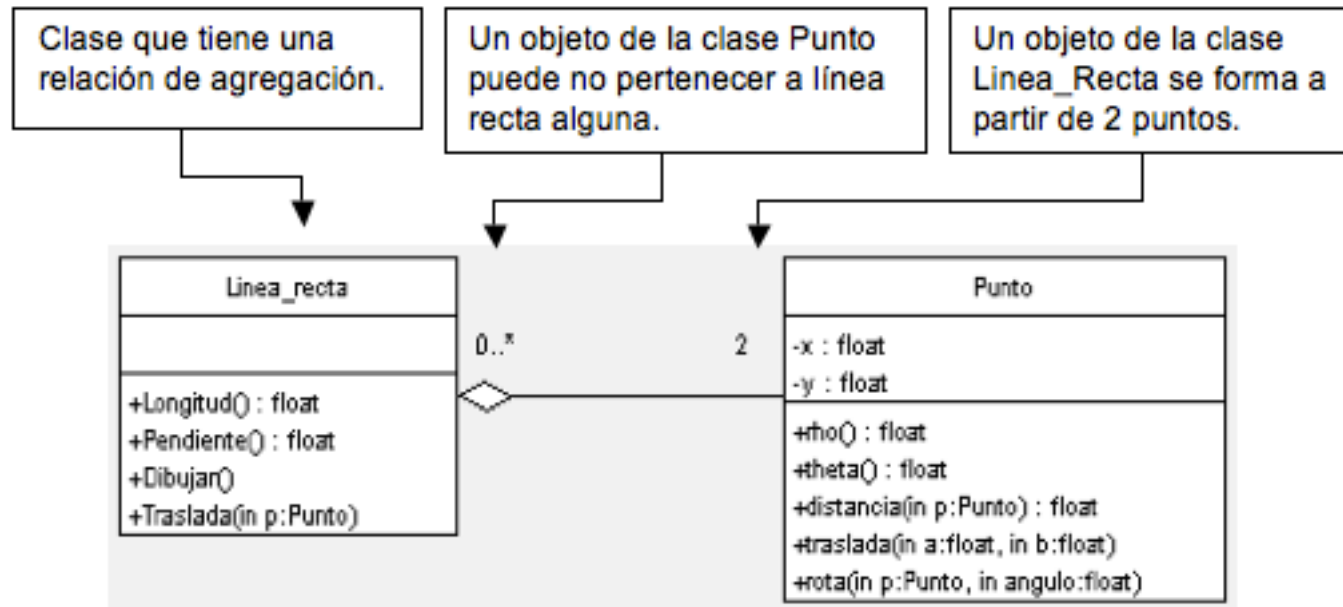 Clase que tiene una
relación de agregación.
Un objeto de la clase Punto
puede no pertenecer a línea
recta alguna.
Un objeto de la clase
Linea_Recta se forma a
partir de 2 puntos.
Linea_recta
+Longitud() : float
+Pendiente() : float
+Dibujar()
+Traslada(in p:Punto)
0..*
2
Punto
-x : float
-y : float
+rho() : float
+theta() : float
+distancia(in p:Punto) : float
+traslada(in a:float, in b:float)
+rota(in p:Punto, in angulo:float)